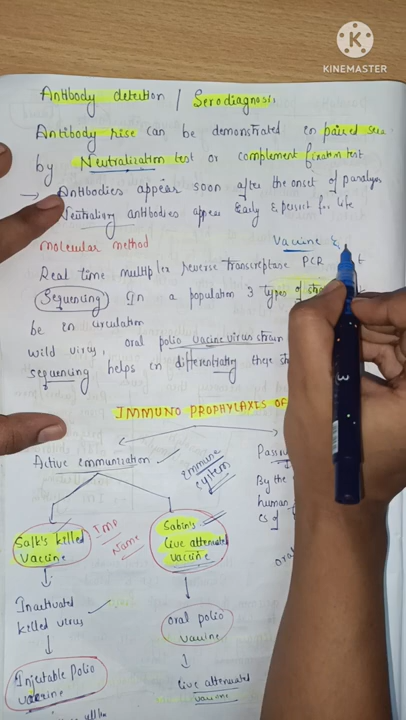 KINEMASTER
Antibody detection / Serodiagnosis
Antibody rise can be demonstrated in paired sera
by Neutralization test or complement fixation test
→ Antibodies appear soon after the onset of paralysis
Neutralizing antibodies appear Early & persist for life
molecular method
Vaccine &
Real time multiplex reverse transcriptase PCR
Sequencing In a population 3 types of
be in circulation
wild virus, oral polio vaccine virus strain
sequencing helps in differentiating these
IMMUNO PROPHYLAXIS OF
Active immunization
Immune
system
Passive
By the
human
es of
oral
Salk's killed
Vaccine
Imp
Name
Sabin's
live attenuated
vaccine
Inactivated
killed virus
Oral polio
vaccine
Injectable Polio
vaccine
live attenuated